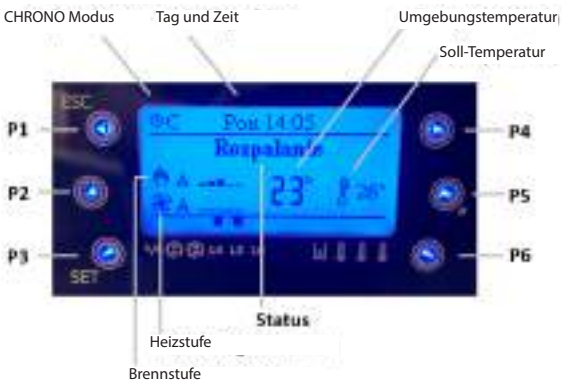 CHRONO Modus Tag und Zeit Umgebungstemperatur
Soll-Temperatur
ESC
P1 P4
C Pon 14:05
Rozpalanie
P2 A 23° 26° P5
A
P3 P6
SET
Status
Heizstufe
Brennstufe